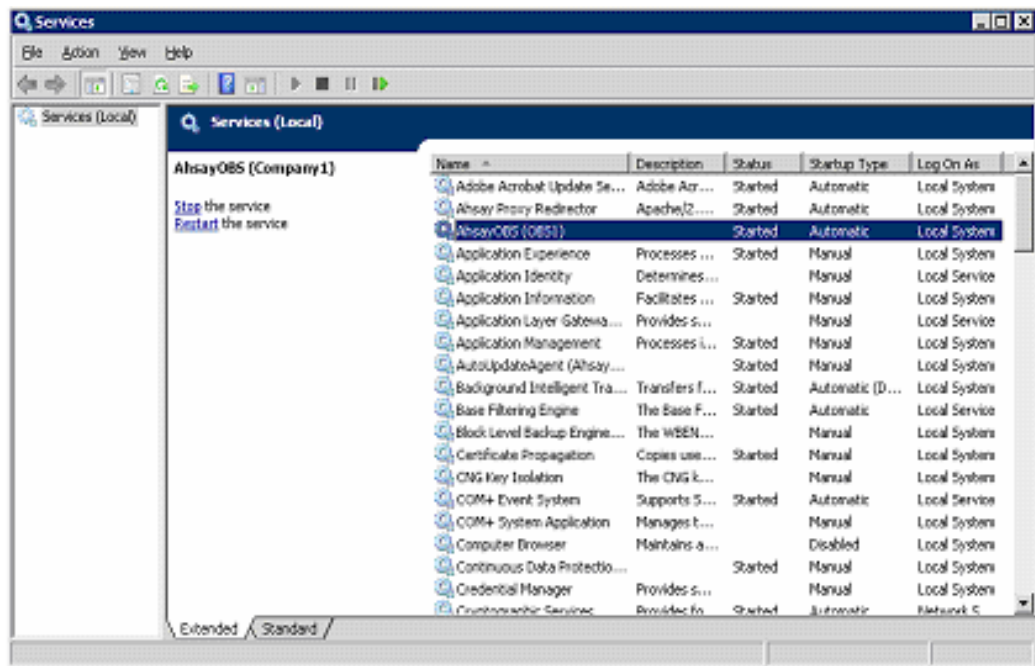 Services
File Action View Help
Services (Local)
Services (Local)
AhsayOBS (Company1)
Stop the service
Restart the service
Name Description Status Startup Type Log On As
Adobe Acrobat Update Se... Adobe Acr... Started Automatic Local System
Ahsay Proxy Redirector Apache/2.... Started Automatic Local System
AhsayOBS (OBS1) Started Automatic Local System
Application Experience Processes ... Started Manual Local System
Application Identity Determines... Manual Local Service
Application Information Facilitates ... Started Manual Local System
Application Layer Gatewa... Provides s... Manual Local Service
Application Management Processes i... Started Manual Local System
AutoUpdateAgent (Ahsay.... Started Manual Local System
Background Intelligent Tra... Transfers f... Started Automatic (D... Local System
Base Filtering Engine The Base F... Started Automatic Local Service
Block Level Backup Engine... The WBEN... Manual Local System
Certificate Propagation Copies use... Started Manual Local System
CNG Key Isolation The CNG k... Manual Local System
COM+ Event System Supports S... Started Automatic Local Service
COM+ System Application Manages t... Manual Local System
Computer Browser Maintains a... Disabled Local System
Continuous Data Protectio... Started Manual Local System
Credential Manager Provides s... Manual Local System
Cryptographic Services Provides fo... Started Automatic Network S...
Extended Standard